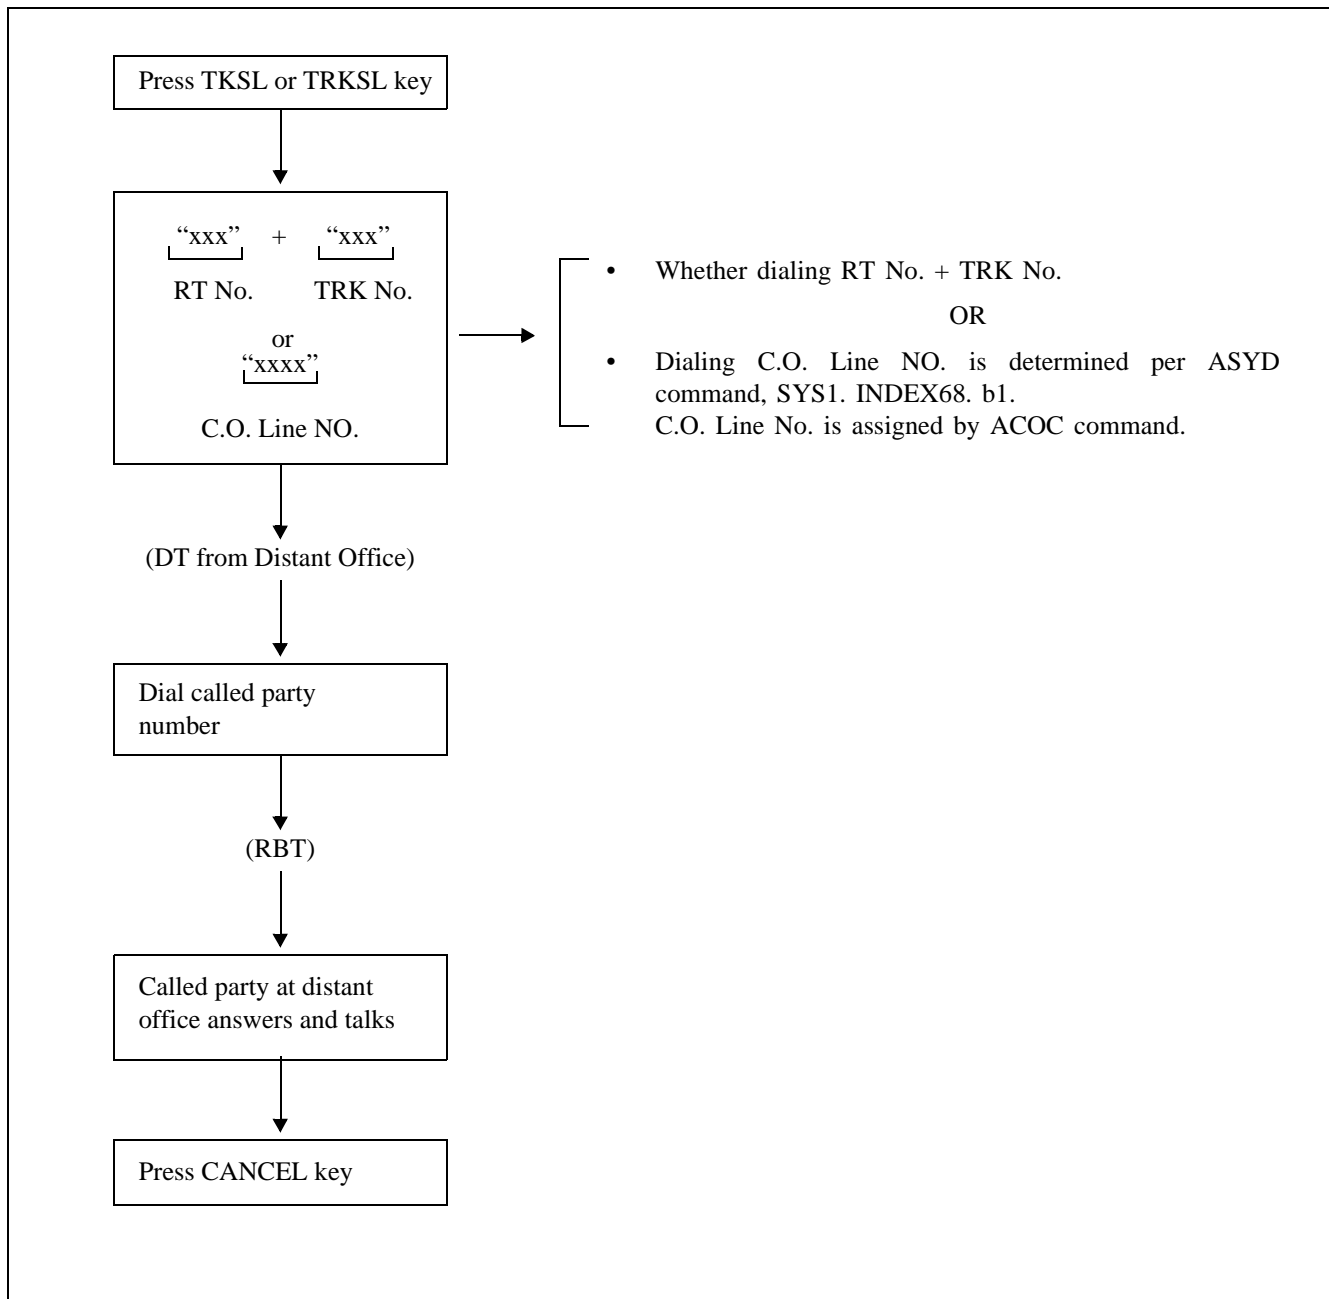 Press TKSL or TRKSL key
“xxx” + “xxx”
RT No. TRK No.
or
“xxxx”
C.O. Line NO.
• Whether dialing RT No. + TRK No.
OR
• Dialing C.O. Line NO. is determined per ASYD
command, SYS1. INDEX68. b1.
C.O. Line No. is assigned by ACOC command.
(DT from Distant Office)
Dial called party
number
(RBT)
Called party at distant
office answers and talks
Press CANCEL key